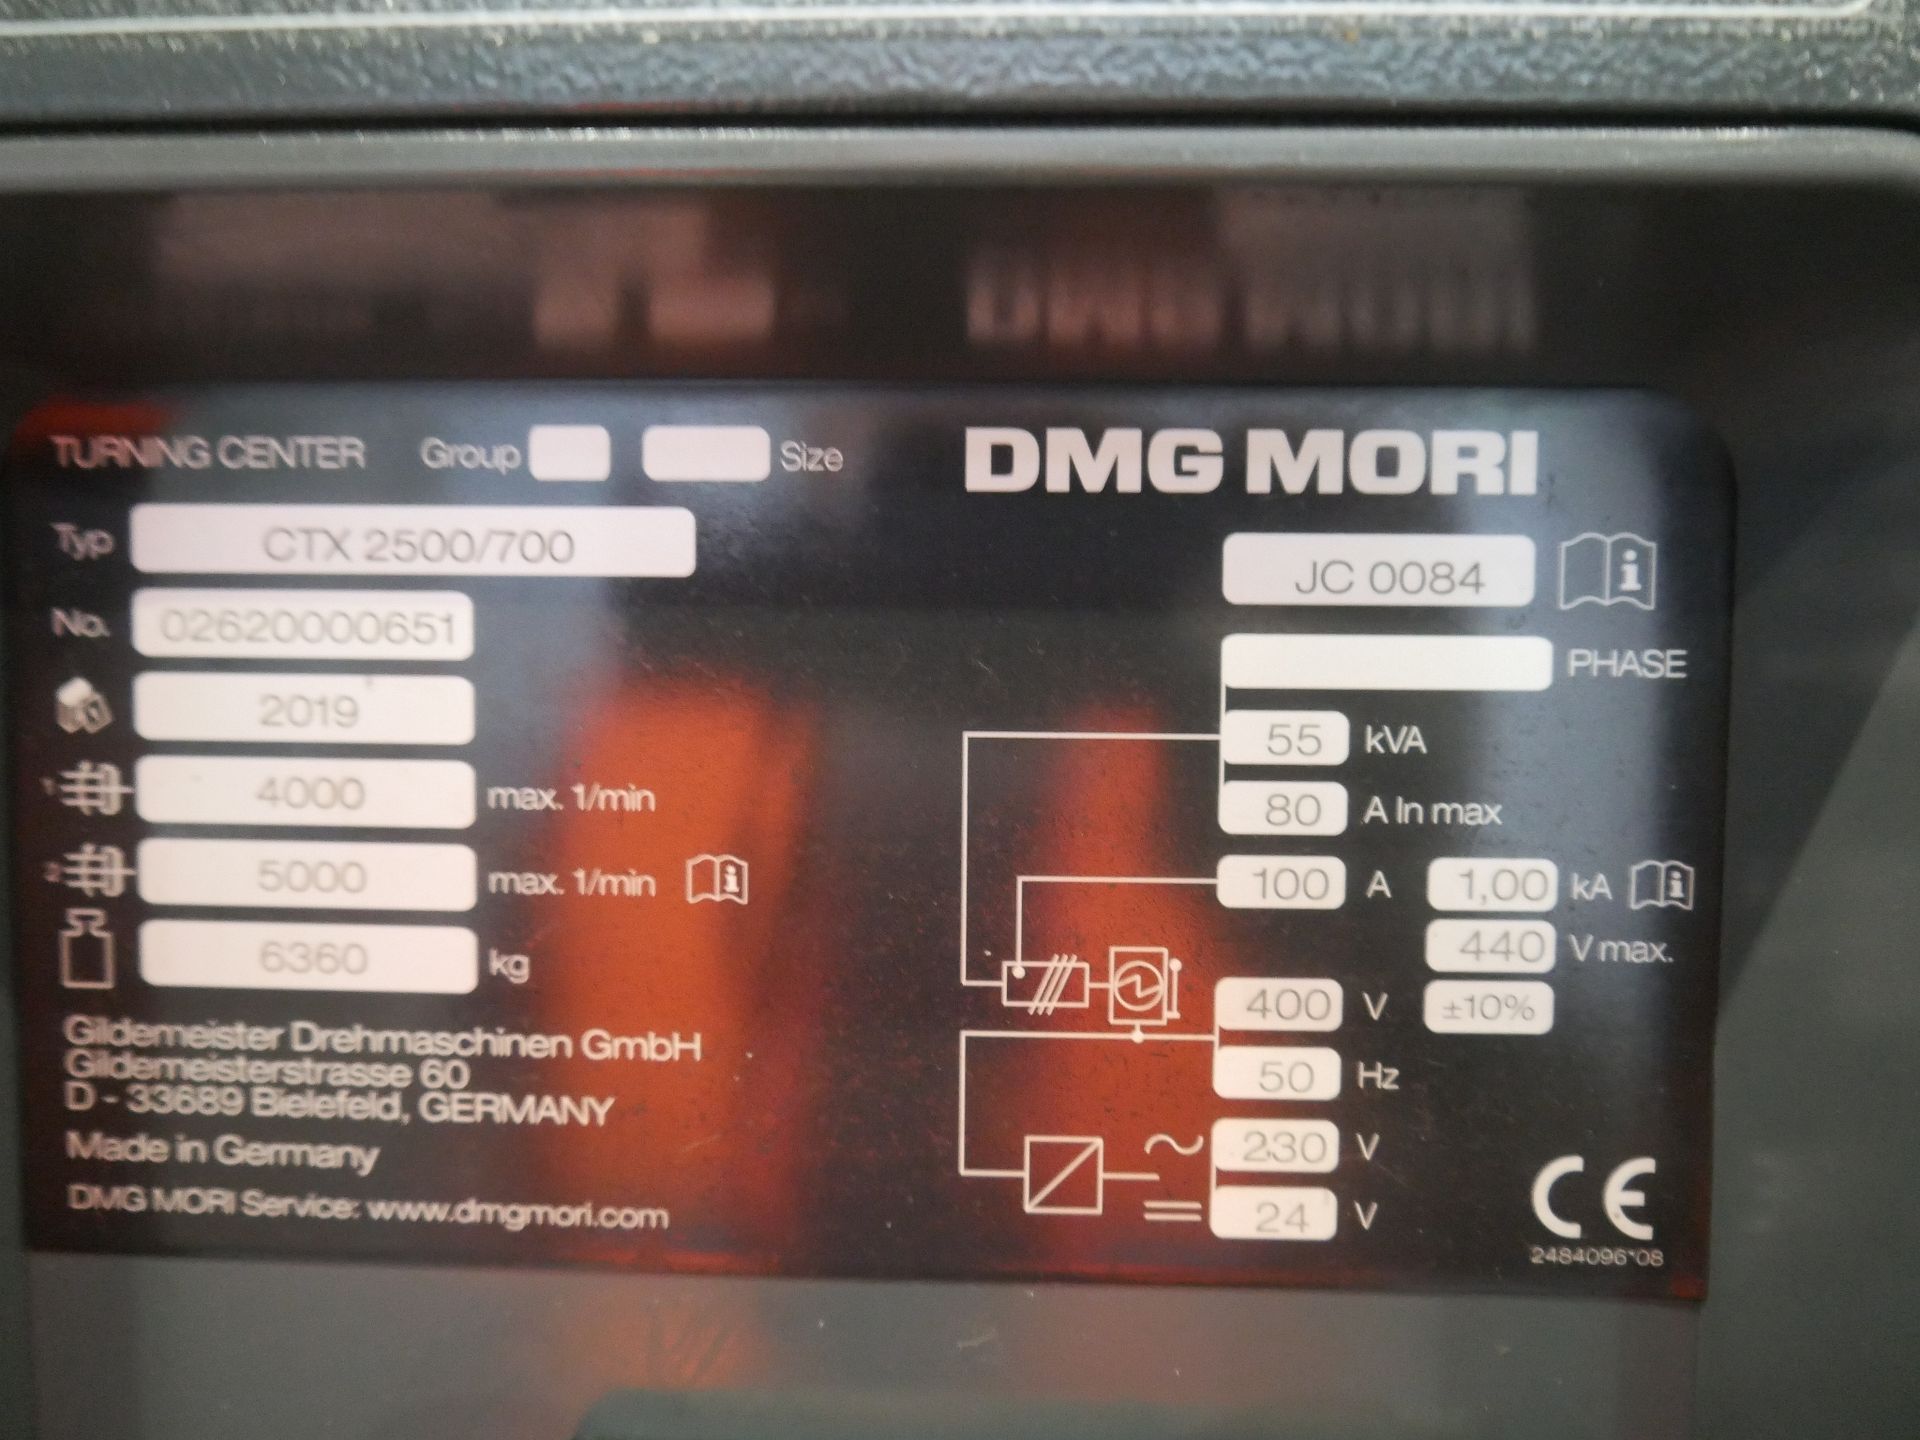 TURNING CENTER Group Size
DMG MORI
Typ CTX 2500/700
JC 0084
No. 02620000651
PHASE
2019
55 kVA
1 4000 max. 1/min
80 A In max
2 5000 max. 1/min
100 A 1,00 kA
440 V max.
6360 kg
400 V ±10%
Gildemeister Drehmaschinen GmbH
Gildemeisterstrasse 60
D - 33689 Bielefeld, GERMANY
50 Hz
Made in Germany
230 V
DMG MORI Service: www.dmgmori.com
24 V
CE
2484096*08